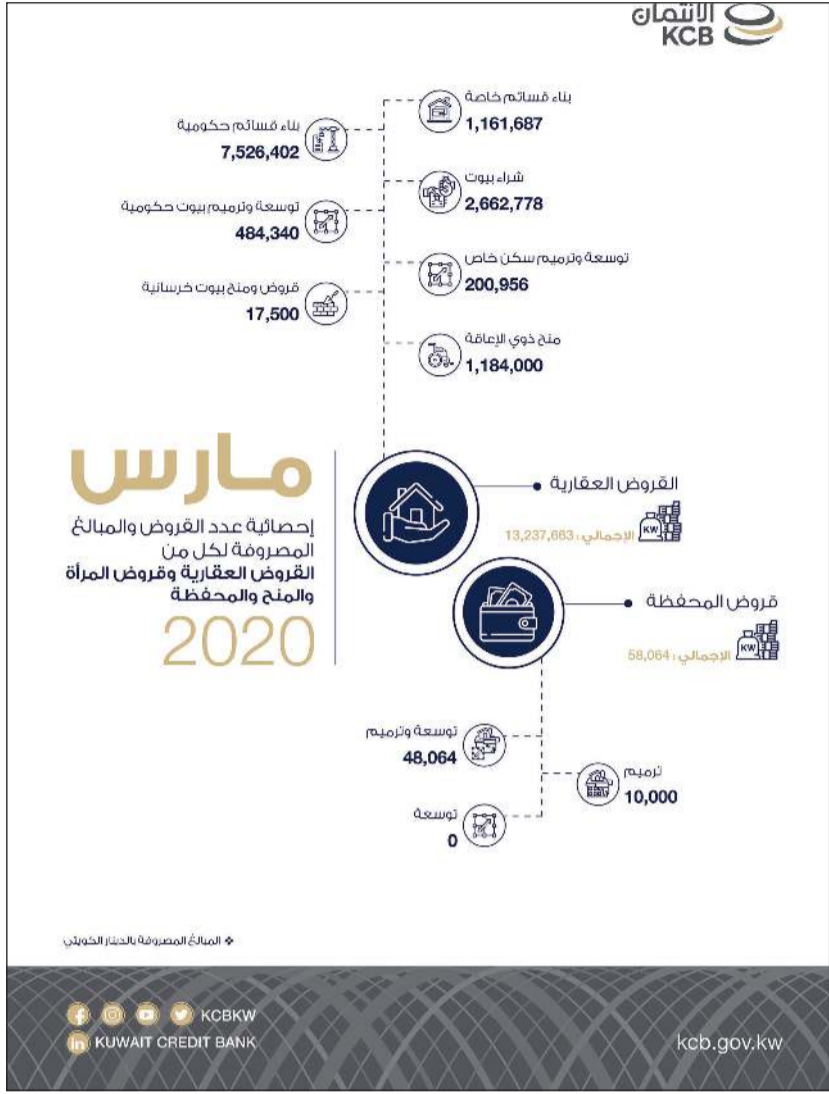 الائتمان
KCB
بناء قسائم خاصة
1,161,687
بناء قسائم حكومية
7,526,402
شراء بيوت
2,662,778
توسعة وترميم بيوت حكومية
484,340
توسعة وترميم سكن خاص
200,956
قروض ومنح بيوت خرسانية
17,500
منح ذوي الإعاقة
1,184,000
مارس
إحصائية عدد القروض والمبالغ
المصروفة لكل من
القروض العقارية وقروض المرأة
والمنح والمحفظة
2020
القروض العقارية
KW
الإجمالي : 13,237,663
قروض المحفظة
KW
الإجمالي : 58,064
توسعة وترميم
48,064
ترميم
10,000
توسعة
0
❖ المبالغ المصروفة بالدينار الكويتي
KCBKW
KUWAIT CREDIT BANK
kcb.gov.kw